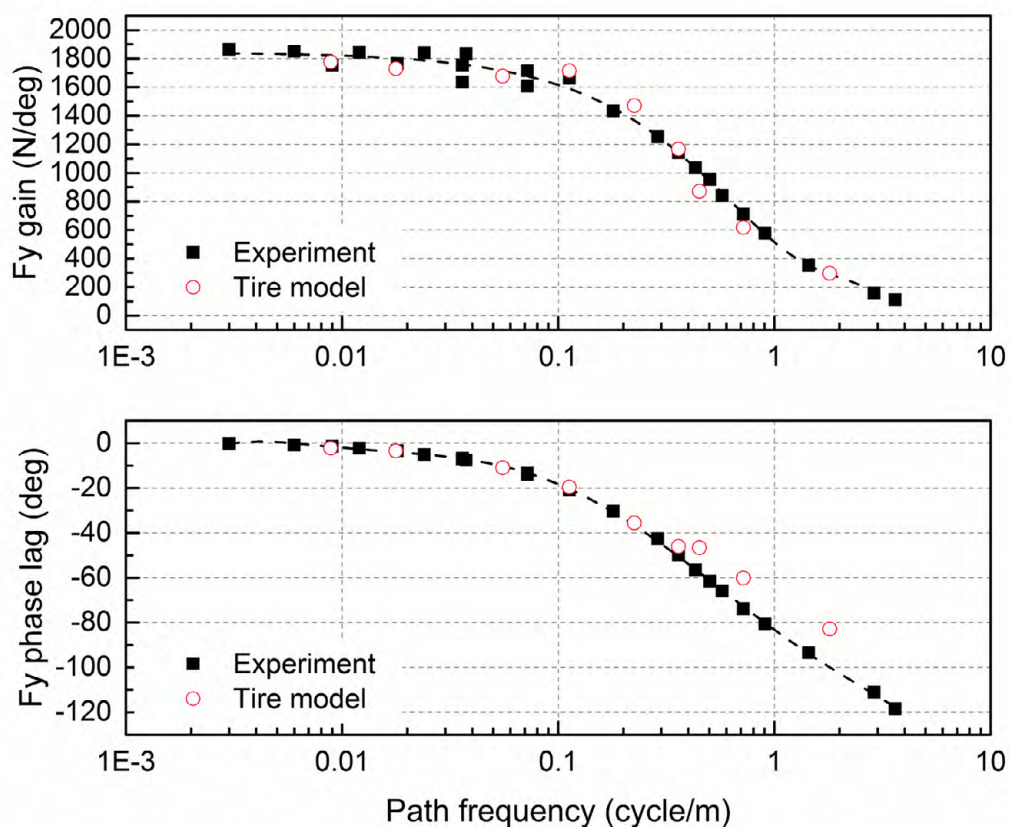 2000
1800
1600
1400
1200
1000
800
600
400
200
0
Fy gain (N/deg)
Experiment
Tire model
1E-3 0.01 0.1 1 10
0
-20
-40
-60
-80
-100
-120
Fy phase lag (deg)
Experiment
Tire model
1E-3 0.01 0.1 1 10
Path frequency (cycle/m)